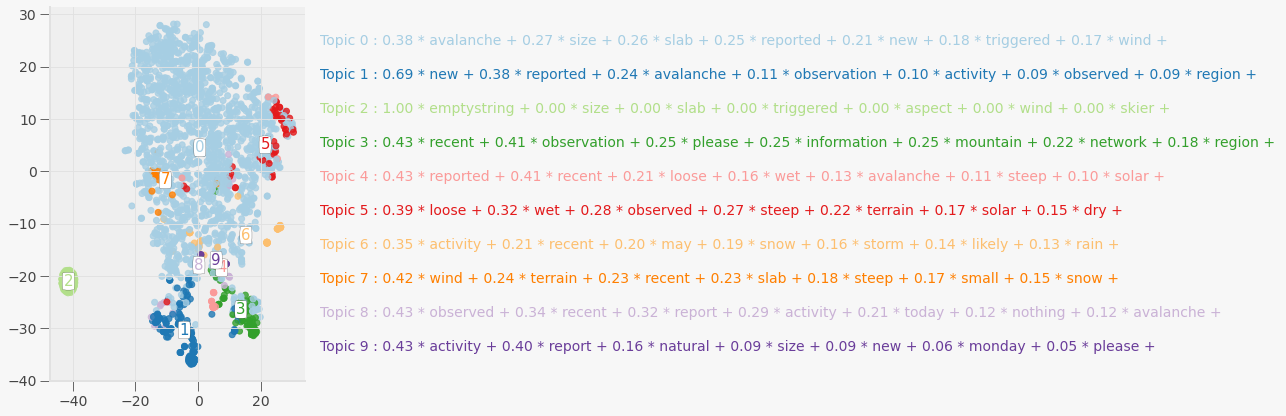 30
20
10
0
−10
−20
−30
−40
−40
−20
0
20
0
5
7
6
9
8
4
2
3
1
Topic 0 : 0.38 * avalanche + 0.27 * size + 0.26 * slab + 0.25 * reported + 0.21 * new + 0.18 * triggered + 0.17 * wind +
Topic 1 : 0.69 * new + 0.38 * reported + 0.24 * avalanche + 0.11 * observation + 0.10 * activity + 0.09 * observed + 0.09 * region +
Topic 2 : 1.00 * emptystring + 0.00 * size + 0.00 * slab + 0.00 * triggered + 0.00 * aspect + 0.00 * wind + 0.00 * skier +
Topic 3 : 0.43 * recent + 0.41 * observation + 0.25 * please + 0.25 * information + 0.25 * mountain + 0.22 * network + 0.18 * region +
Topic 4 : 0.43 * reported + 0.41 * recent + 0.21 * loose + 0.16 * wet + 0.13 * avalanche + 0.11 * steep + 0.10 * solar +
Topic 5 : 0.39 * loose + 0.32 * wet + 0.28 * observed + 0.27 * steep + 0.22 * terrain + 0.17 * solar + 0.15 * dry +
Topic 6 : 0.35 * activity + 0.21 * recent + 0.20 * may + 0.19 * snow + 0.16 * storm + 0.14 * likely + 0.13 * rain +
Topic 7 : 0.42 * wind + 0.24 * terrain + 0.23 * recent + 0.23 * slab + 0.18 * steep + 0.17 * small + 0.15 * snow +
Topic 8 : 0.43 * observed + 0.34 * recent + 0.32 * report + 0.29 * activity + 0.21 * today + 0.12 * nothing + 0.12 * avalanche +
Topic 9 : 0.43 * activity + 0.40 * report + 0.16 * natural + 0.09 * size + 0.09 * new + 0.06 * monday + 0.05 * please +